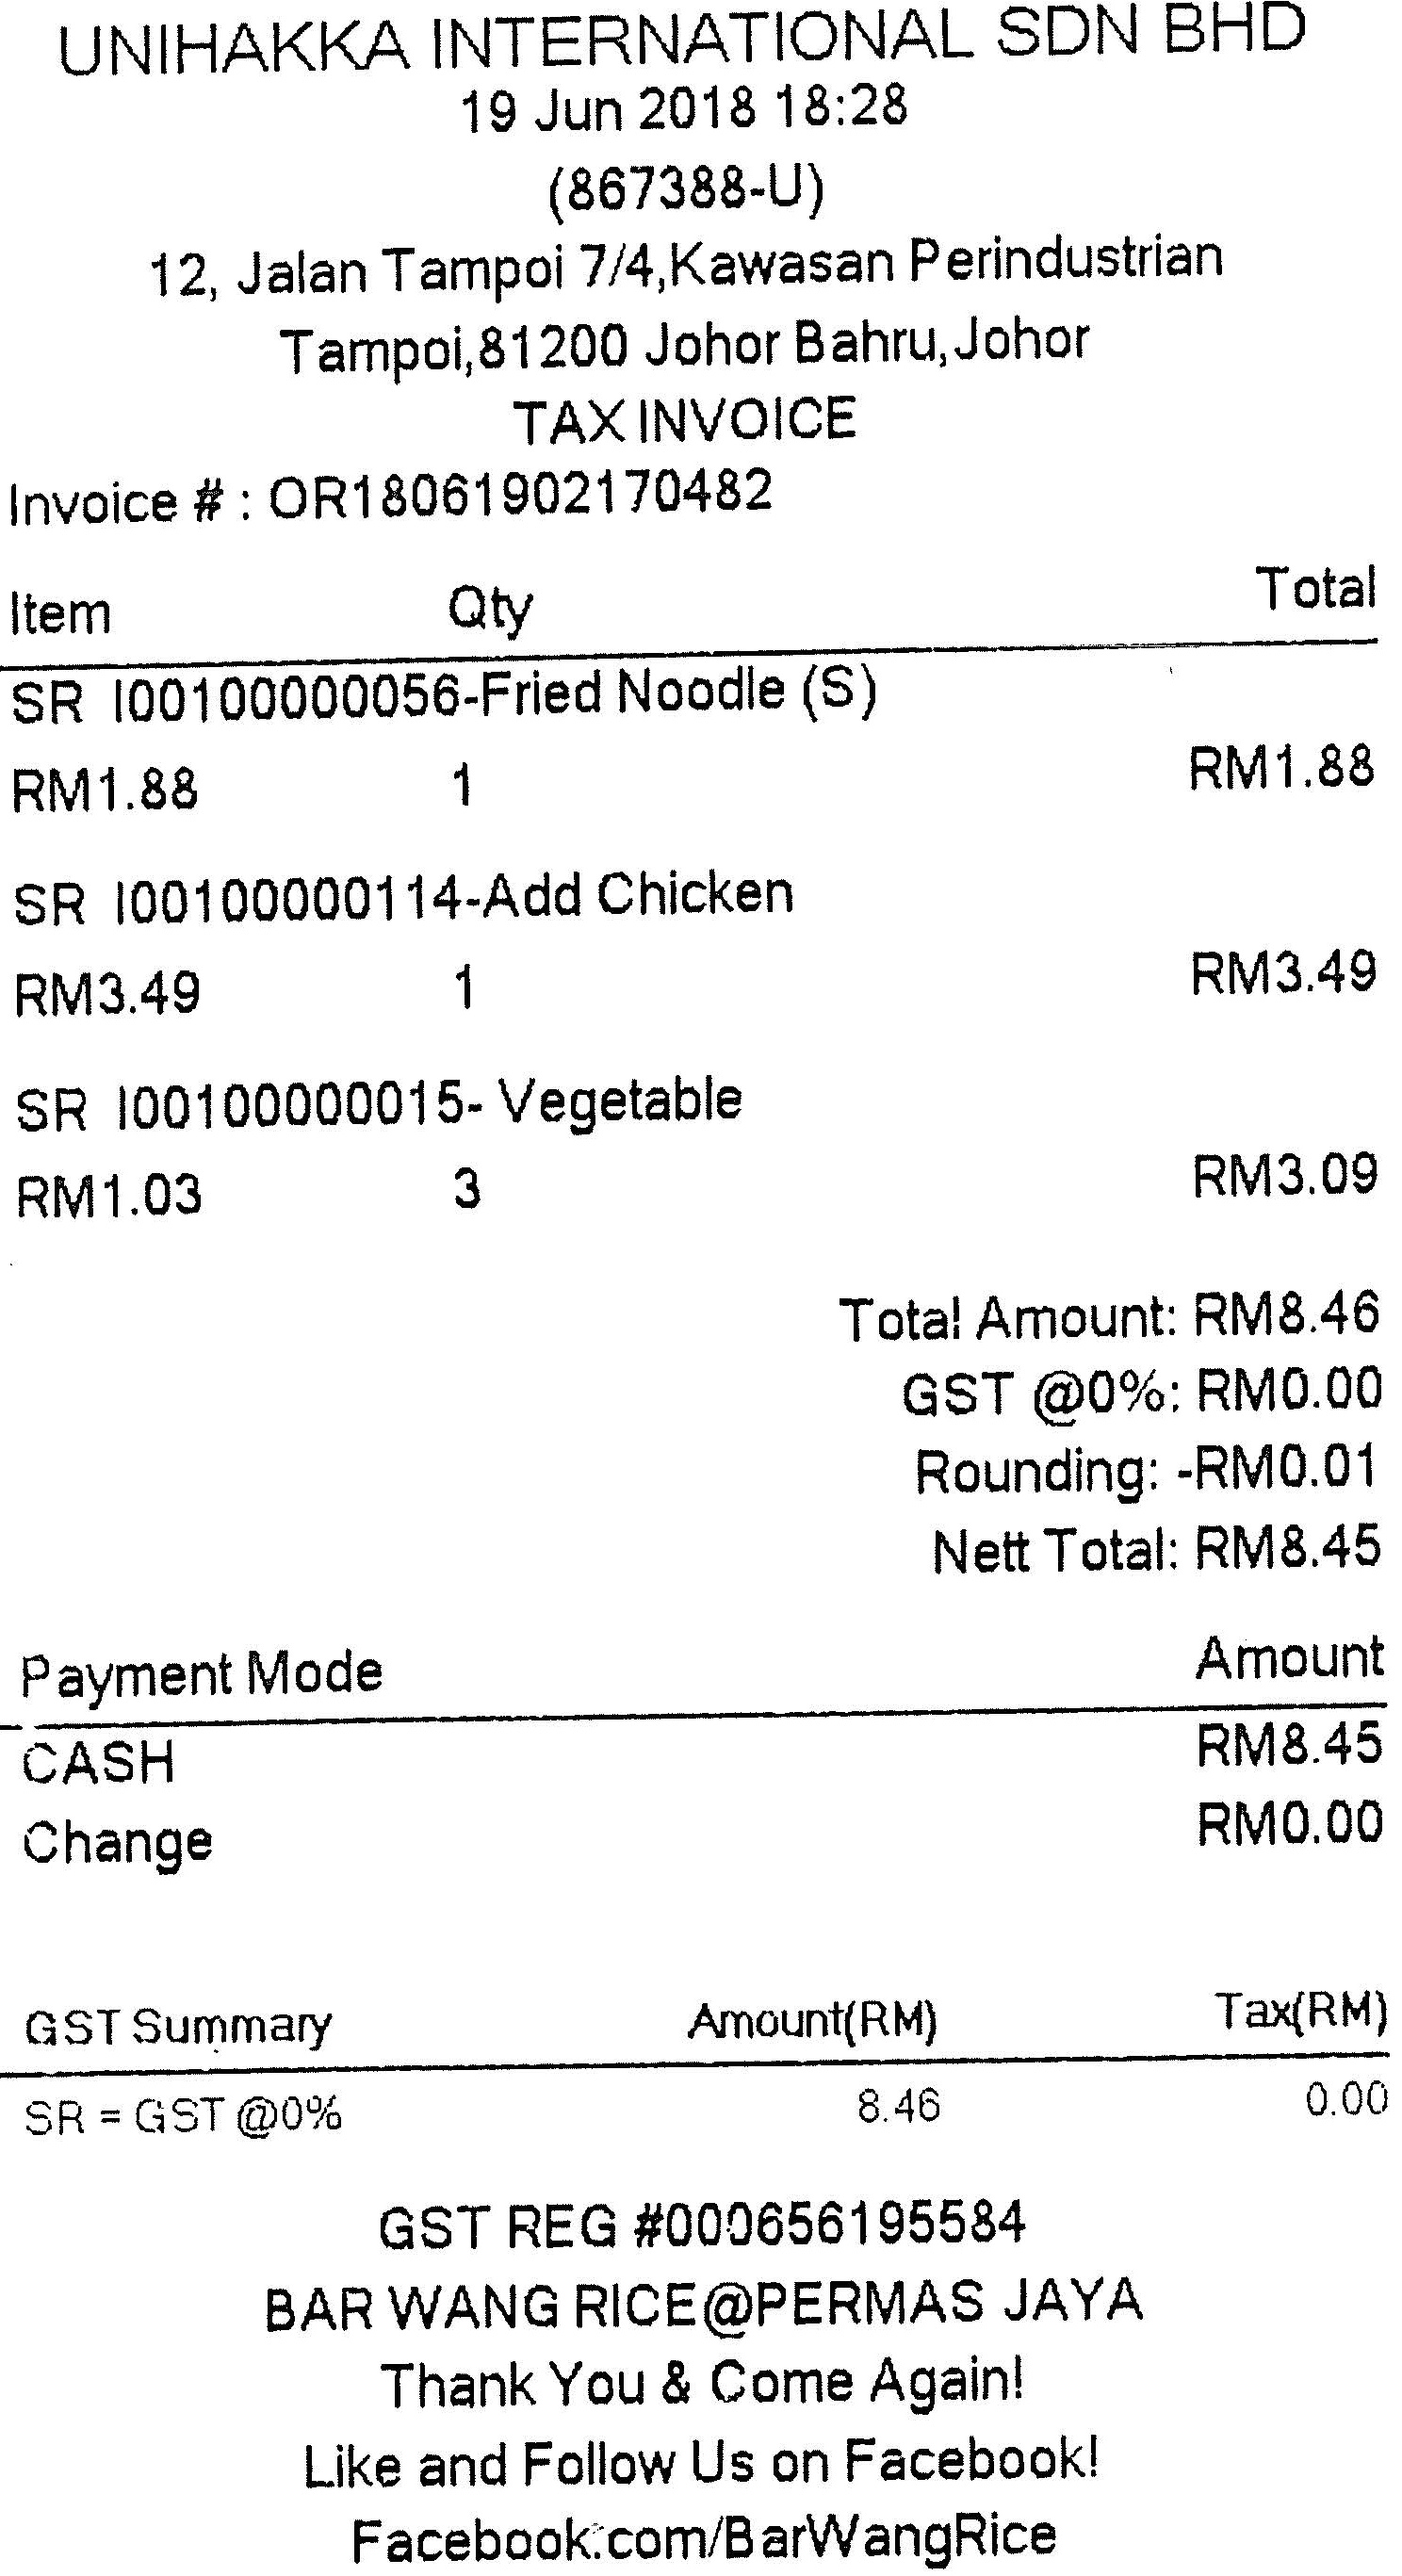 UNIHAKKA INTERNATIONAL SDN BHD
19 Jun 2018 18:28
(867388-U)
12, Jalan Tampoi 7/4,Kawasan Perindustrian
Tampoi,81200 Johor Bahru,Johor
TAX INVOICE
Invoice # : OR18061902170482
Item Qty Total
SR I00100000056-Fried Noodle (S)
RM1.88 1 RM1.88
SR I00100000114-Add Chicken
RM3.49 1 RM3.49
SR I00100000015- Vegetable
RM1.03 3 RM3.09
Total Amount: RM8.46
GST @0%: RM0.00
Rounding: -RM0.01
Nett Total: RM8.45
Payment Mode Amount
CASH RM8.45
Change RM0.00
GST Summary Amount(RM) Tax(RM)
SR = GST @0% 8.46 0.00
GST REG #000656195584
BAR WANG RICE@PERMAS JAYA
Thank You & Come Again!
Like and Follow Us on Facebook!
Facebook.com/BarWangRice